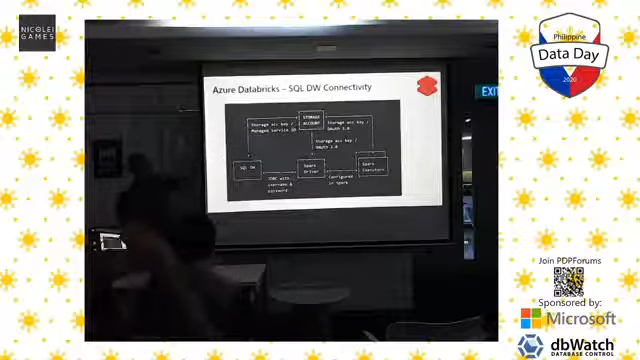 NICOLEI
GAMES
Philippine
Data Day
2020
EXIT
Azure Databricks – SQL DW Connectivity
STORAGE
ACCOUNT
Storage acc key /
Managed Service ID
Storage acc key /
OAuth 2.0
Storage acc key /
OAuth 2.0
SQL DW
Spark
Driver
Spark
Executors
JDBC with
username &
password
Configured
in Spark
Join PDPForums
Sponsored by:
Microsoft
dbWatch
DATABASE CONTROL